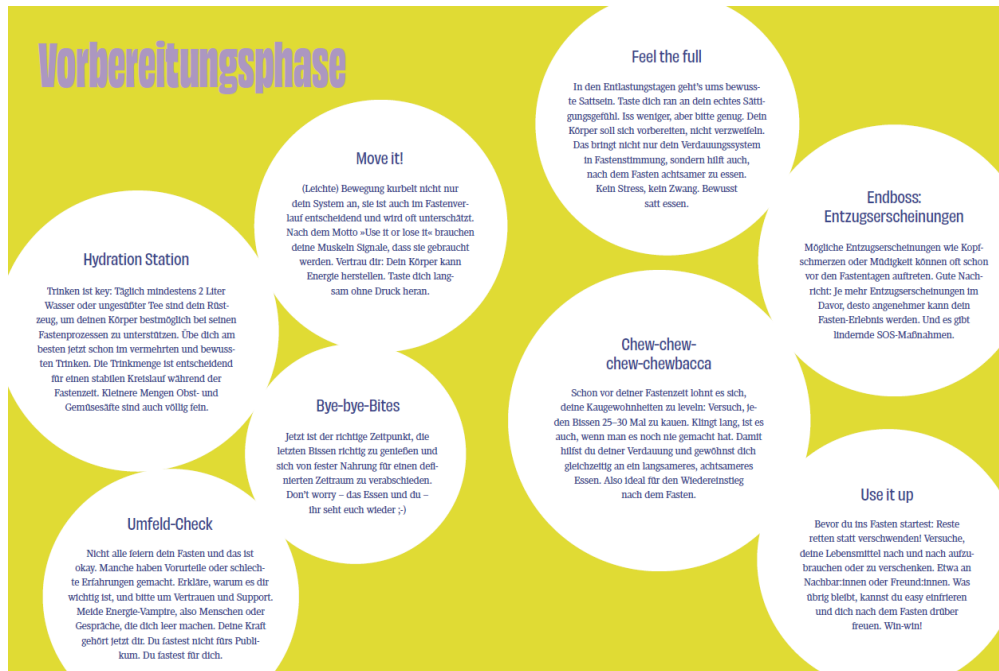 Vorbereitungsphase
Hydration Station
Trinken ist key: Täglich mindestens 2 Liter
Wasser oder ungesüßter Tee sind dein Rüst-
zeug, um deinen Körper bestmöglich bei seinen
Fastenprozessen zu unterstützen. Übe dich am
besten jetzt schon im vermehrten und bewuss-
ten Trinken. Die Trinkmenge ist entscheidend
für einen stabilen Kreislauf während der
Fastenzeit. Kleinere Mengen Obst- und
Gemüsesäfte sind auch völlig fein.
Move it!
(Leichte) Bewegung kurbelt nicht nur
dein System an, sie ist auch im Fastenver-
lauf entscheidend und wird oft unterschätzt.
Nach dem Motto »Use it or lose it« brauchen
deine Muskeln Signale, dass sie gebraucht
werden. Vertrau dir: Dein Körper kann
Energie herstellen. Taste dich lang-
sam ohne Druck heran.
Umfeld-Check
Nicht alle feiern dein Fasten und das ist
okay. Manche haben Vorurteile oder schlech-
te Erfahrungen gemacht. Erkläre, warum es dir
wichtig ist, und bitte um Vertrauen und Support.
Meide Energie-Vampire, also Menschen oder
Gespräche, die dich leer machen. Deine Kraft
gehört jetzt dir. Du fastest nicht fürs Publi-
kum. Du fastest für dich.
Bye-bye-Bites
Jetzt ist der richtige Zeitpunkt, die
letzten Bissen richtig zu genießen und
sich von fester Nahrung für einen defi-
nierten Zeitraum zu verabschieden.
Don't worry – das Essen und du –
ihr seht euch wieder ;-)
Feel the full
In den Entlastungstagen geht's ums bewuss-
te Sattsein. Taste dich ran an dein echtes Sätti-
gungsgefühl. Iss weniger, aber bitte genug. Dein
Körper soll sich vorbereiten, nicht verzweifeln.
Das bringt nicht nur dein Verdauungssystem
in Fastenstimmung, sondern hilft auch,
nach dem Fasten achtsamer zu essen.
Kein Stress, kein Zwang. Bewusst
satt essen.
Chew-chew-
chew-chewbacca
Schon vor deiner Fastenzeit lohnt es sich,
deine Kaugewohnheiten zu leveln: Versuch, je-
den Bissen 25–30 Mal zu kauen. Klingt lang, ist es
auch, wenn man es noch nie gemacht hat. Damit
hilfst du deiner Verdauung und gewöhnst dich
gleichzeitig an ein langsameres, achtsameres
Essen. Also ideal für den Wiedereinstieg
nach dem Fasten.
Endboss:
Entzugserscheinungen
Mögliche Entzugserscheinungen wie Kopf-
schmerzen oder Müdigkeit können oft schon
vor den Fastentagen auftreten. Gute Nach-
richt: Je mehr Entzugserscheinungen im
Davor, desto angenehmer kann dein
Fasten-Erlebnis werden. Und es gibt
lindernde SOS-Maßnahmen.
Use it up
Bevor du ins Fasten startest: Reste
retten statt verschwenden! Versuche,
deine Lebensmittel nach und nach aufzu-
brauchen oder zu verschenken. Etwa an
Nachbar:innen oder Freund:innen. Was
übrig bleibt, kannst du easy einfrieren
und dich nach dem Fasten drüber
freuen. Win-win!